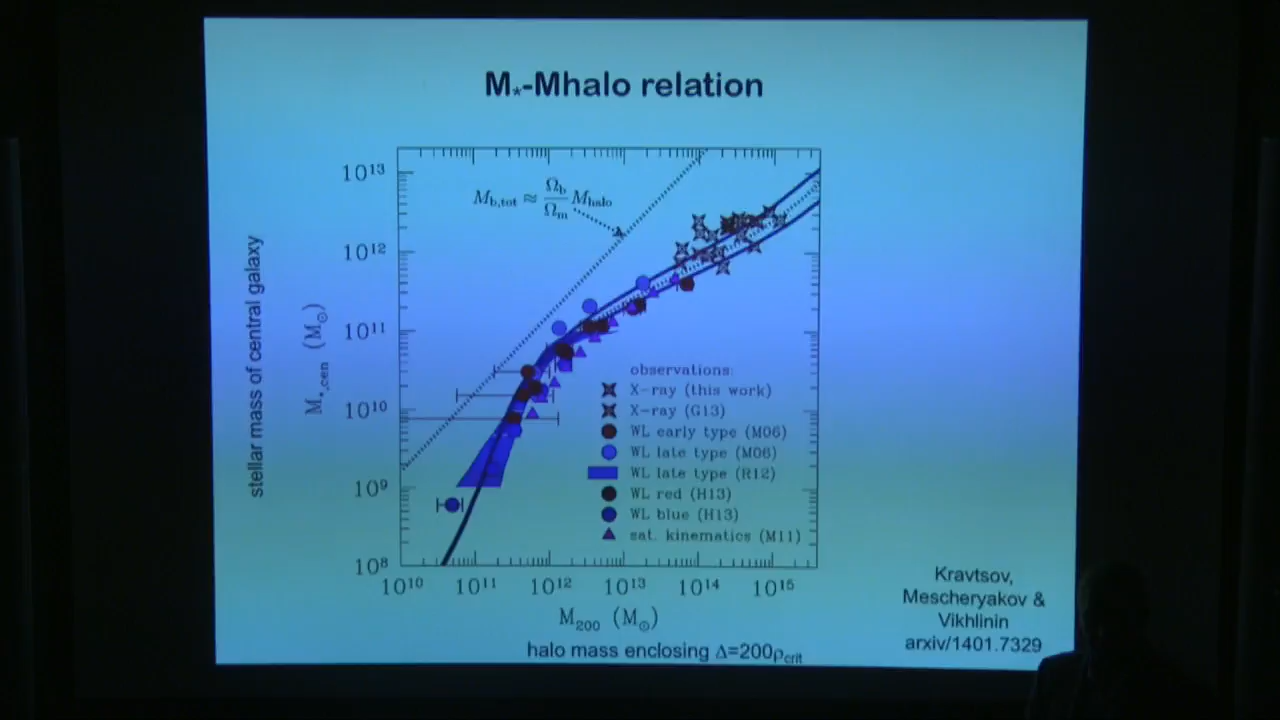 M*-Mhalo relation
10¹³
10¹²
10¹¹
10¹⁰
10⁹
10⁸
stellar mass of central galaxy
M*,cen (M⊙)
Mb,tot ≈ Ωb/Ωm Mhalo
observations:
X-ray (this work)
X-ray (G13)
WL early type (M06)
WL late type (M06)
WL late type (R12)
WL red (H13)
WL blue (H13)
sat. kinematics (M11)
10¹⁰ 10¹¹ 10¹² 10¹³ 10¹⁴ 10¹⁵
M200 (M⊙)
halo mass enclosing Δ=200ρcrit
Kravtsov,
Mescheryakov &
Vikhlinin
arxiv/1401.7329